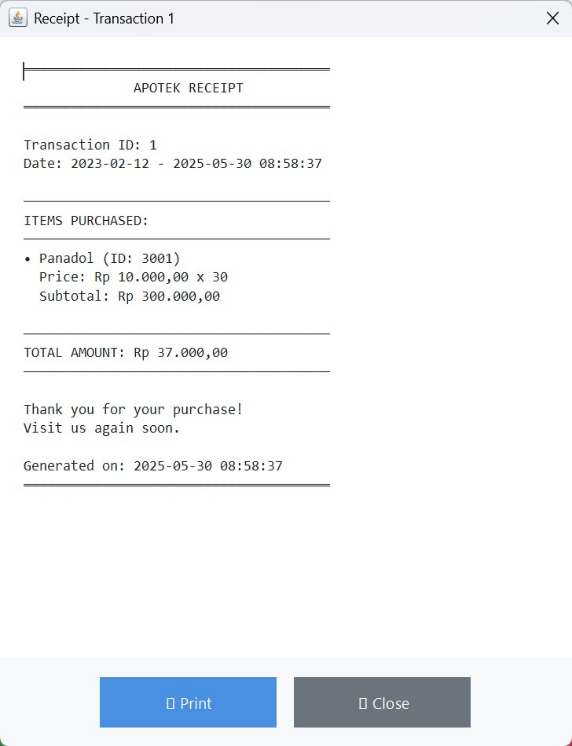 Receipt - Transaction 1
APOTEK RECEIPT
Transaction ID: 1
Date: 2023-02-12 - 2025-05-30 08:58:37
ITEMS PURCHASED:
• Panadol (ID: 3001)
Price: Rp 10.000,00 x 30
Subtotal: Rp 300.000,00
TOTAL AMOUNT: Rp 37.000,00
Thank you for your purchase!
Visit us again soon.
Generated on: 2025-05-30 08:58:37
Print
Close